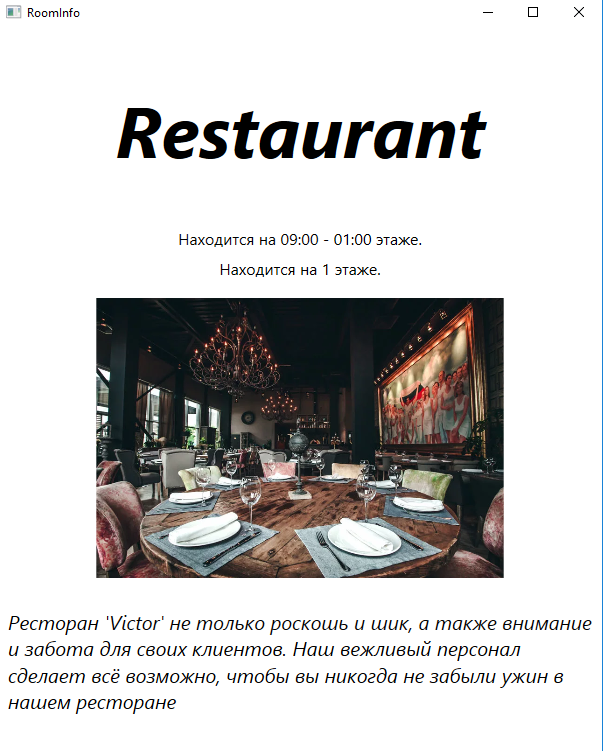 RoomInfo
Restaurant
Находится на 09:00 - 01:00 этаже.
Находится на 1 этаже.
Ресторан 'Victor' не только роскошь и шик, а также внимание
и забота для своих клиентов. Наш вежливый персонал
сделает всё возможно, чтобы вы никогда не забыли ужин в
нашем ресторане